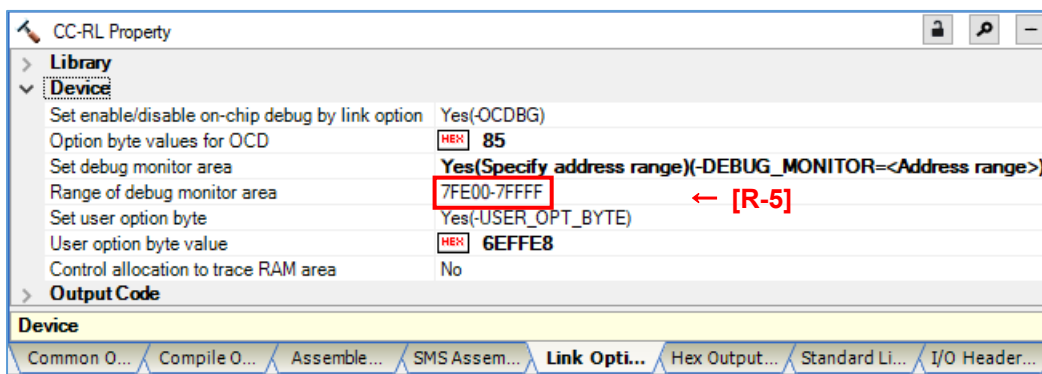 CC-RL Property
Library
Device
Set enable/disable on-chip debug by link option Yes(-OCDBG)
Option byte values for OCD HEX 85
Set debug monitor area Yes(Specify address range)(-DEBUG_MONITOR=<Address range>)
Range of debug monitor area 7FE00-7FFFF ← [R-5]
Set user option byte Yes(-USER_OPT_BYTE)
User option byte value HEX 6EFFE8
Control allocation to trace RAM area No
Output Code
Device
Common O... Compile O... Assemble... SMS Assem... Link Opti... Hex Output... Standard Li... I/O Header...